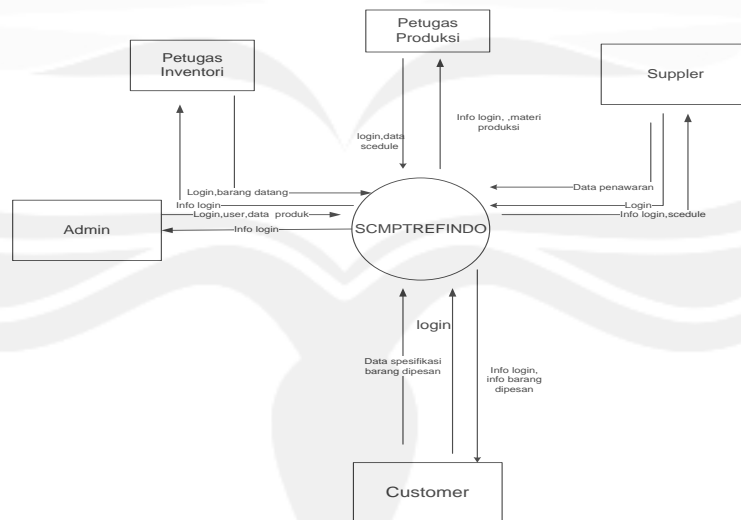 Petugas
Produksi
Petugas
Inventori
Suppler
Info login, ,materi
produksi
login,data
scedule
Data penawaran
Login,barang datang
Info login
Login
Login,user,data produk
Info login,scedule
Admin
Info login
SCMPTREFINDO
login
Data spesifikasi
barang dipesan
Info login,
info barang
dipesan
Customer